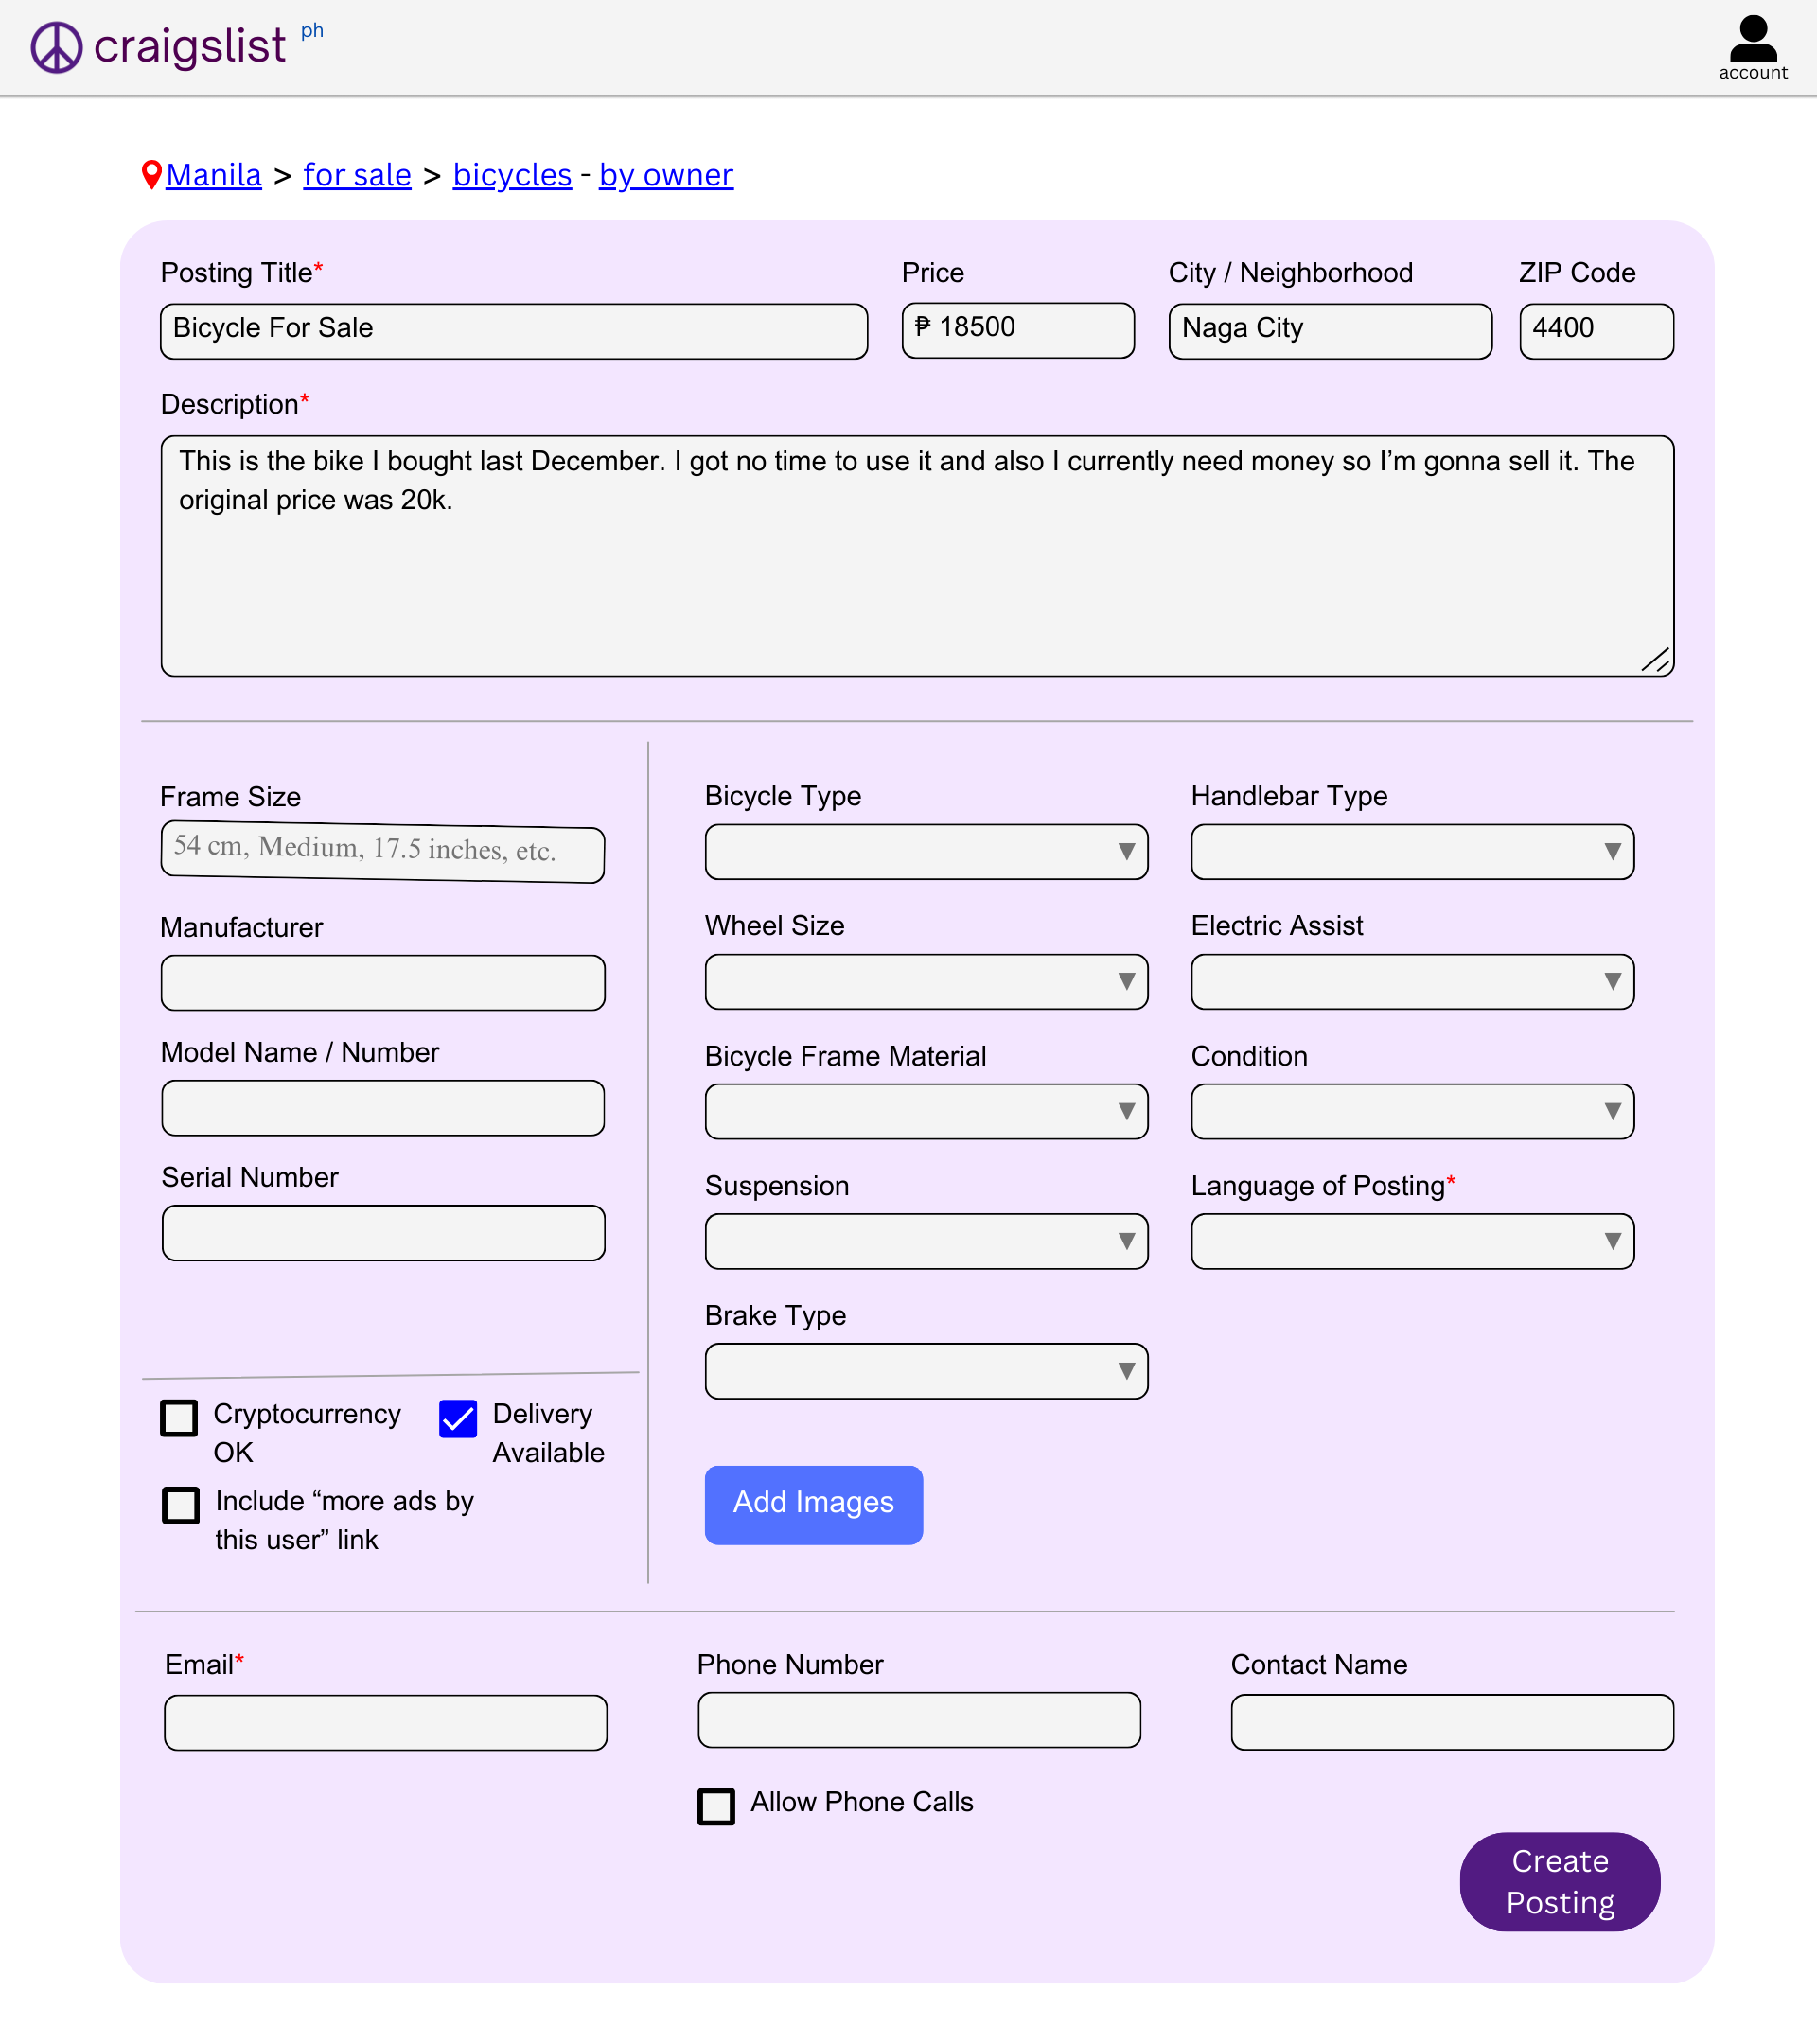 craigslist ph
account
Manila > for sale > bicycles - by owner
Posting Title* Price City / Neighborhood ZIP Code
Bicycle For Sale ₱ 18500 Naga City 4400
Description*
This is the bike I bought last December. I got no time to use it and also I currently need money so I’m gonna sell it. The
original price was 20k.
Frame Size
54 cm, Medium, 17.5 inches, etc.
Manufacturer
Model Name / Number
Serial Number
Bicycle Type Handlebar Type
Wheel Size Electric Assist
Bicycle Frame Material Condition
Suspension Language of Posting*
Brake Type
Cryptocurrency
OK
Delivery
Available
Include “more ads by
this user” link
Add Images
Email* Phone Number Contact Name
Allow Phone Calls
Create
Posting